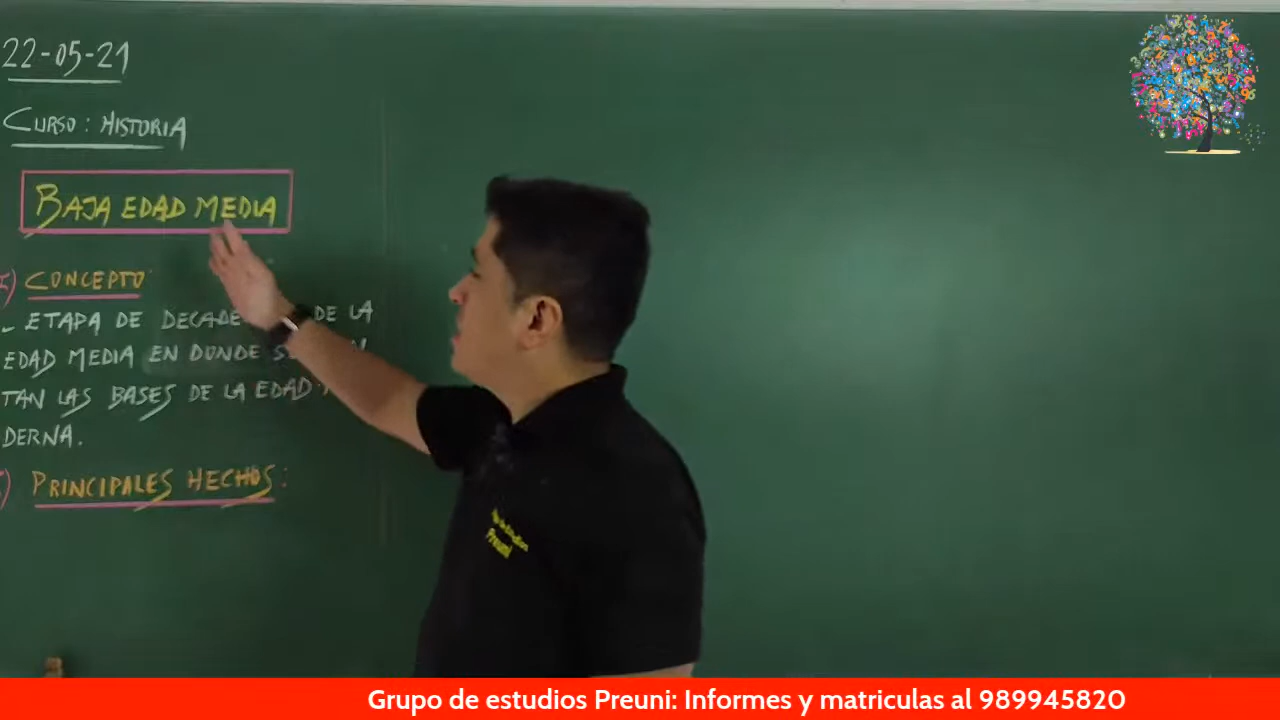 22-05-21
CURSO: HISTORIA
BAJA EDAD MEDIA
I) CONCEPTO
- ETAPA DE DE LA
EDAD MEDIA EN DONDE
TAN LAS BASES DE LA EDAD
DERNA.
) PRINCIPALES HECHOS:
Preuni
Grupo de estudios Preuni: Informes y matriculas al 989945820